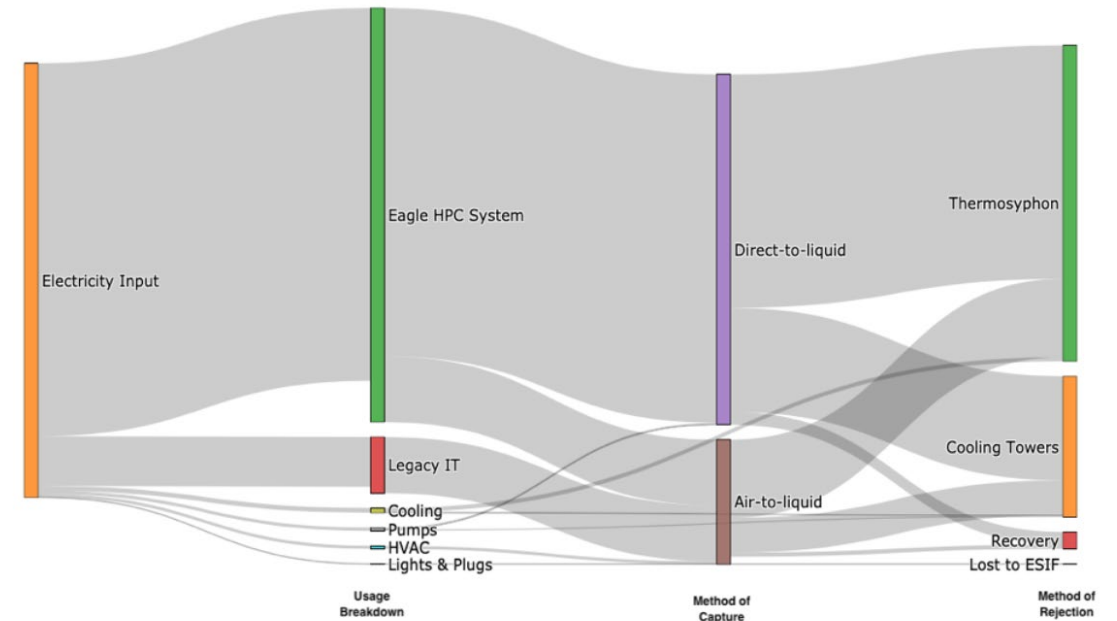 Thermosyphon
Eagle HPC System
Direct-to-liquid
Electricity Input
Cooling Towers
Legacy IT
Air-to-liquid
Cooling
Pumps
HVAC
Lights & Plugs
Recovery
Lost to ESIF
Usage
Breakdown
Method of
Capture
Method of
Rejection